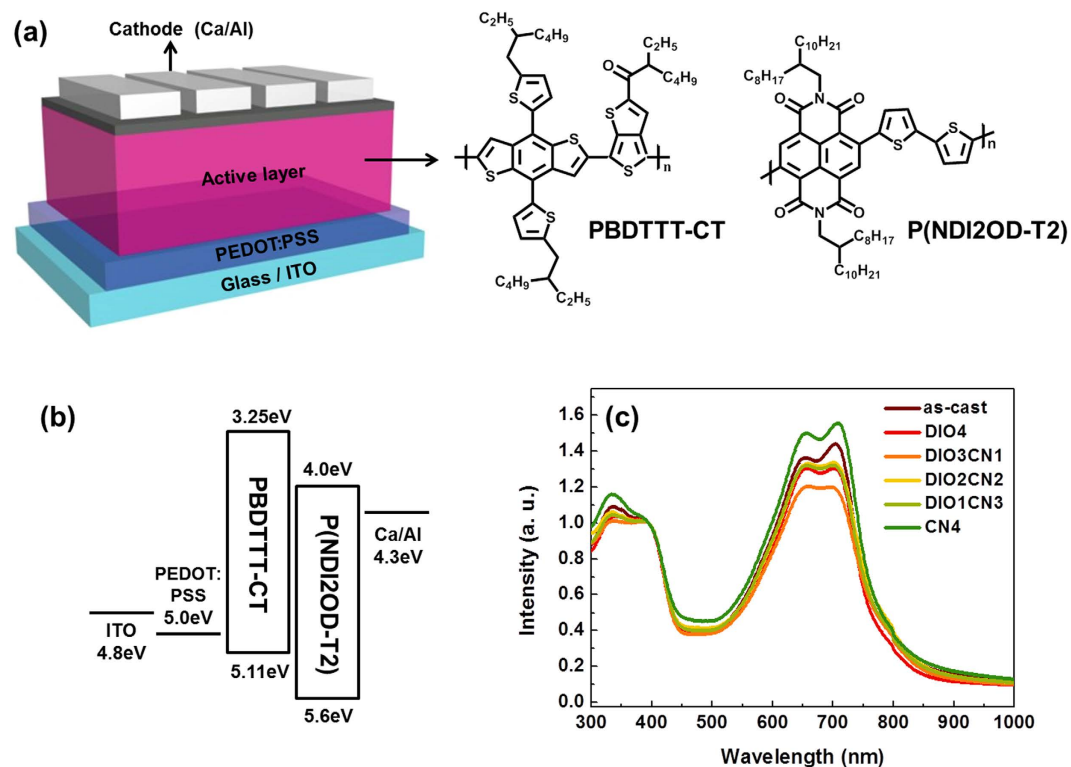 (a)
Cathode (Ca/Al)
Active layer
PEDOT:PSS
Glass / ITO
C₂H₅
C₄H₉
S
S
S
S
S
S
O
C₂H₅
C₄H₉
n
C₄H₉
C₂H₅
PBDTTT-CT
C₁₀H₂₁
C₈H₁₇
O
N
O
S
S
n
O
N
O
C₈H₁₇
C₁₀H₂₁
P(NDI2OD-T2)
(b)
3.25eV
PBDTTT-CT
5.11eV
4.0eV
P(NDI2OD-T2)
5.6eV
Ca/Al
4.3eV
PEDOT:
PSS
5.0eV
ITO
4.8eV
(c)
as-cast
DIO4
DIO3CN1
DIO2CN2
DIO1CN3
CN4
Intensity (a. u.)
1.6
1.4
1.2
1.0
0.8
0.6
0.4
0.2
0.0
300 400 500 600 700 800 900 1000
Wavelength (nm)